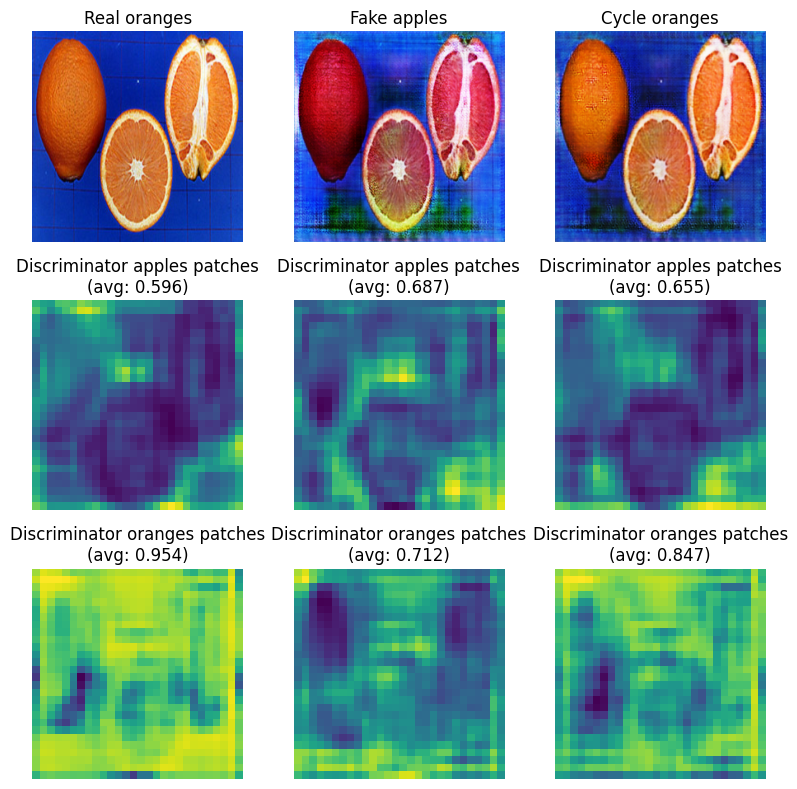 Real oranges
Fake apples
Cycle oranges
Discriminator apples patches
(avg: 0.596)
Discriminator apples patches
(avg: 0.687)
Discriminator apples patches
(avg: 0.655)
Discriminator oranges patches
(avg: 0.954)
Discriminator oranges patches
(avg: 0.712)
Discriminator oranges patches
(avg: 0.847)